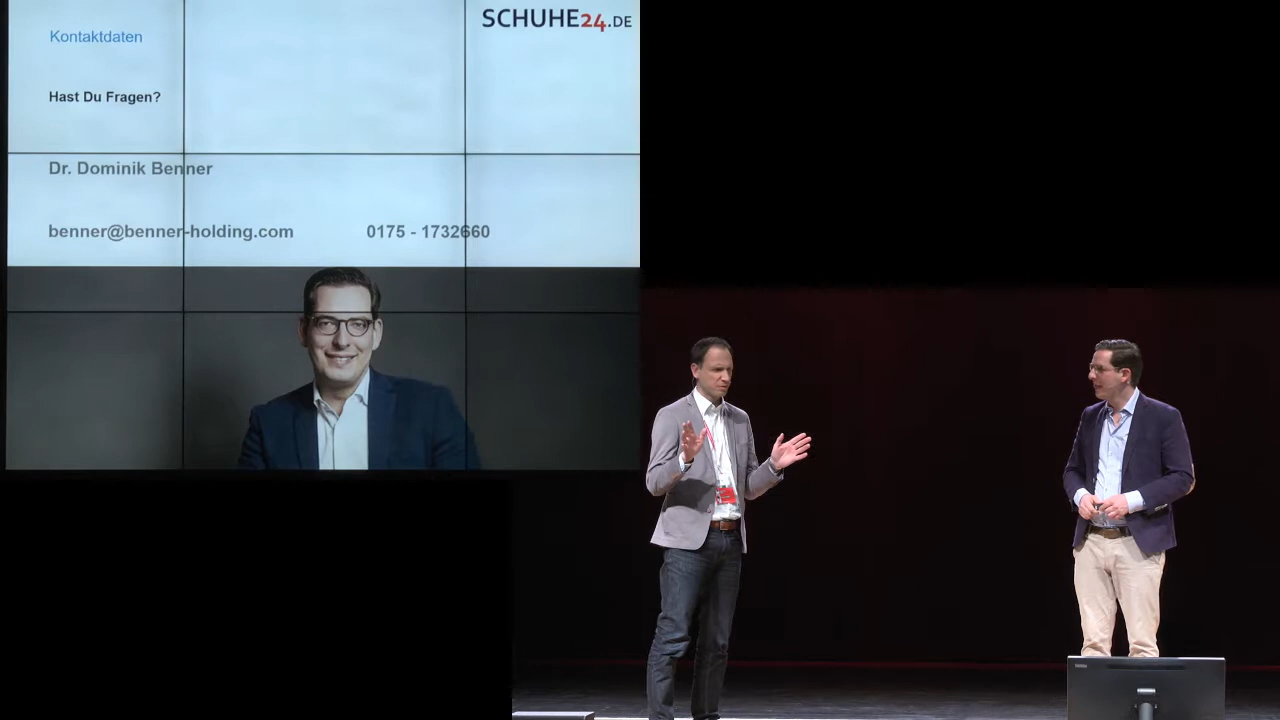 SCHUHE24.DE
Kontaktdaten
Hast Du Fragen?
Dr. Dominik Benner
benner@benner-holding.com 0175 - 1732660